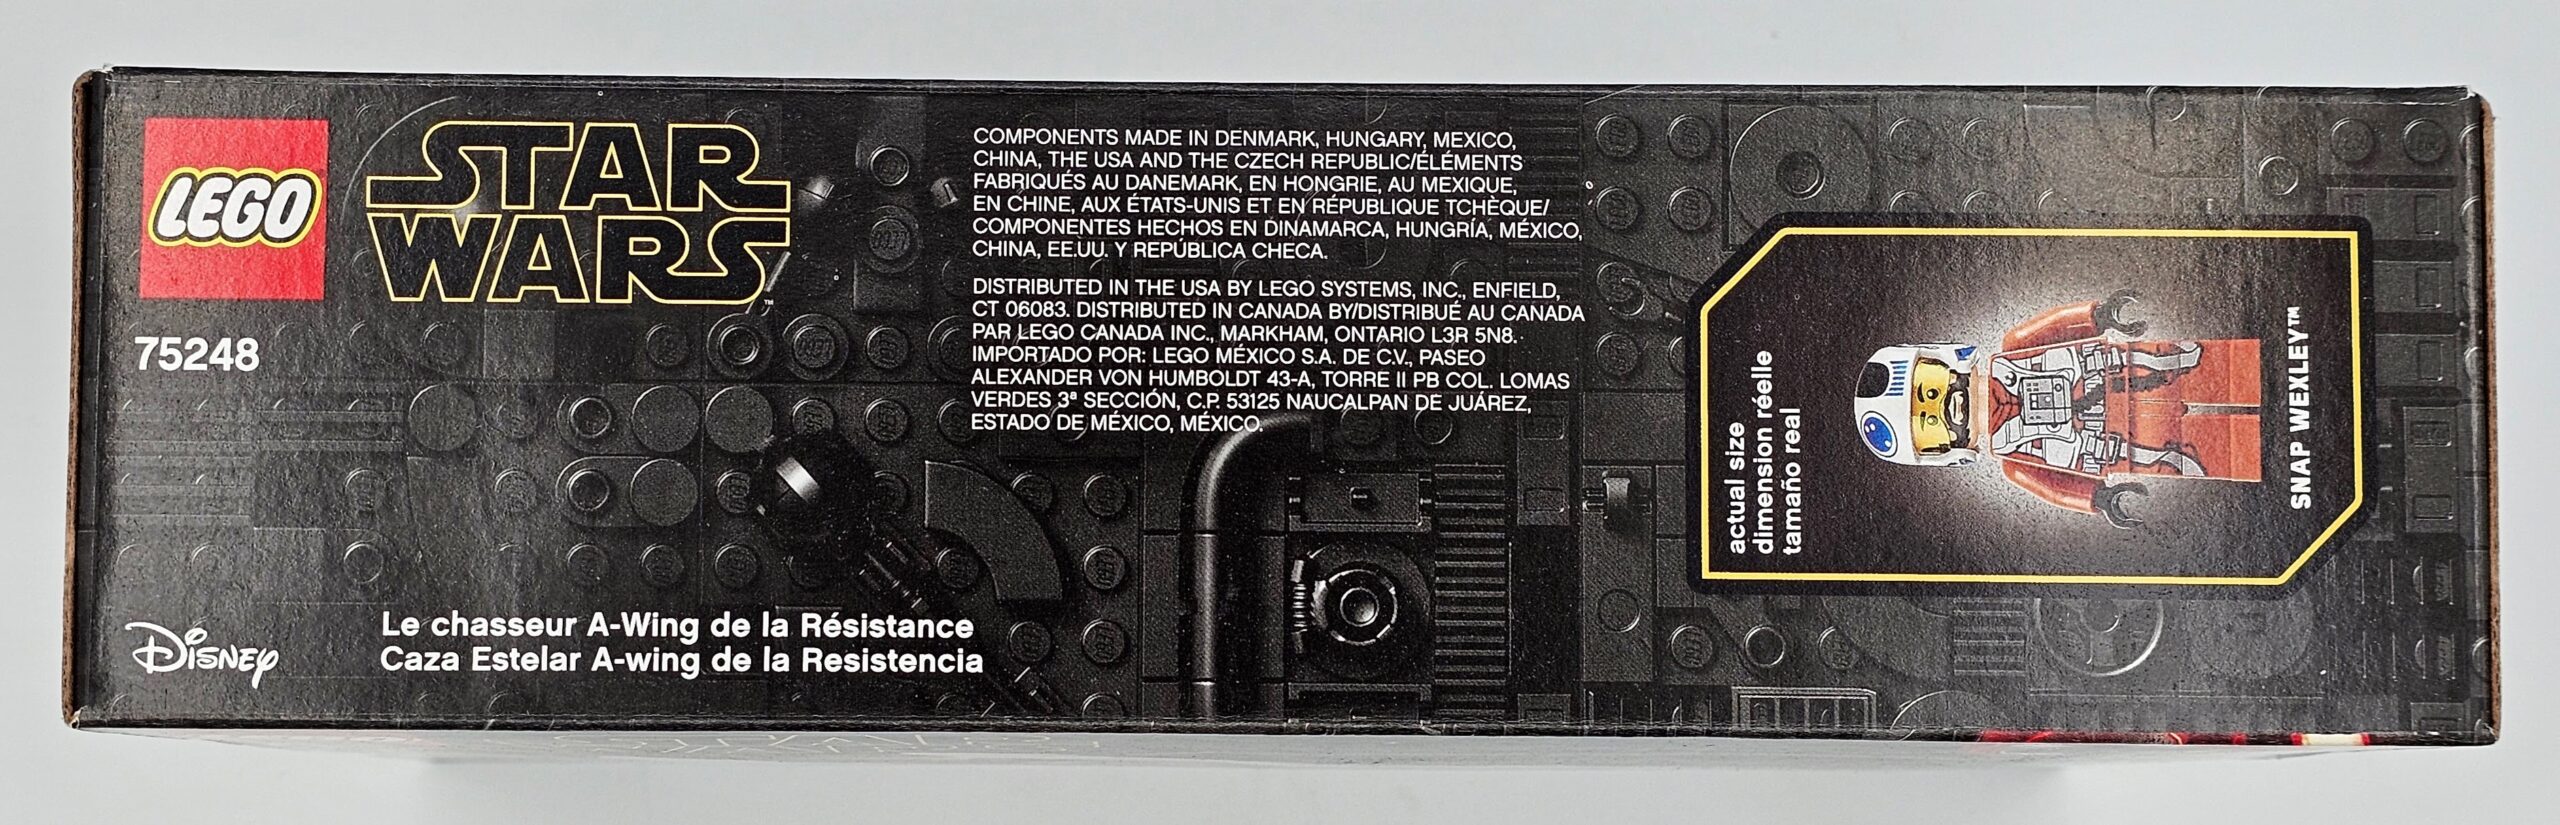 LEGO
STAR
WARS™
75248
COMPONENTS MADE IN DENMARK, HUNGARY, MEXICO,
CHINA, THE USA AND THE CZECH REPUBLIC/ÉLÉMENTS
FABRIQUÉS AU DANEMARK, EN HONGRIE, AU MEXIQUE,
EN CHINE, AUX ÉTATS-UNIS ET EN RÉPUBLIQUE TCHÈQUE/
COMPONENTES HECHOS EN DINAMARCA, HUNGRÍA, MÉXICO,
CHINA, EE.UU. Y REPÚBLICA CHECA.
DISTRIBUTED IN THE USA BY LEGO SYSTEMS, INC., ENFIELD,
CT 06083. DISTRIBUTED IN CANADA BY/DISTRIBUÉ AU CANADA
PAR LEGO CANADA INC., MARKHAM, ONTARIO L3R 5N8.
IMPORTADO POR: LEGO MÉXICO S.A. DE C.V., PASEO
ALEXANDER VON HUMBOLDT 43-A, TORRE II PB COL. LOMAS
VERDES 3ª SECCIÓN, C.P. 53125 NAUCALPAN DE JUÁREZ,
ESTADO DE MÉXICO, MÉXICO.
actual size
dimension réelle
tamaño real
SNAP WEXLEY™
Disney
Le chasseur A-Wing de la Résistance
Caza Estelar A-wing de la Resistencia